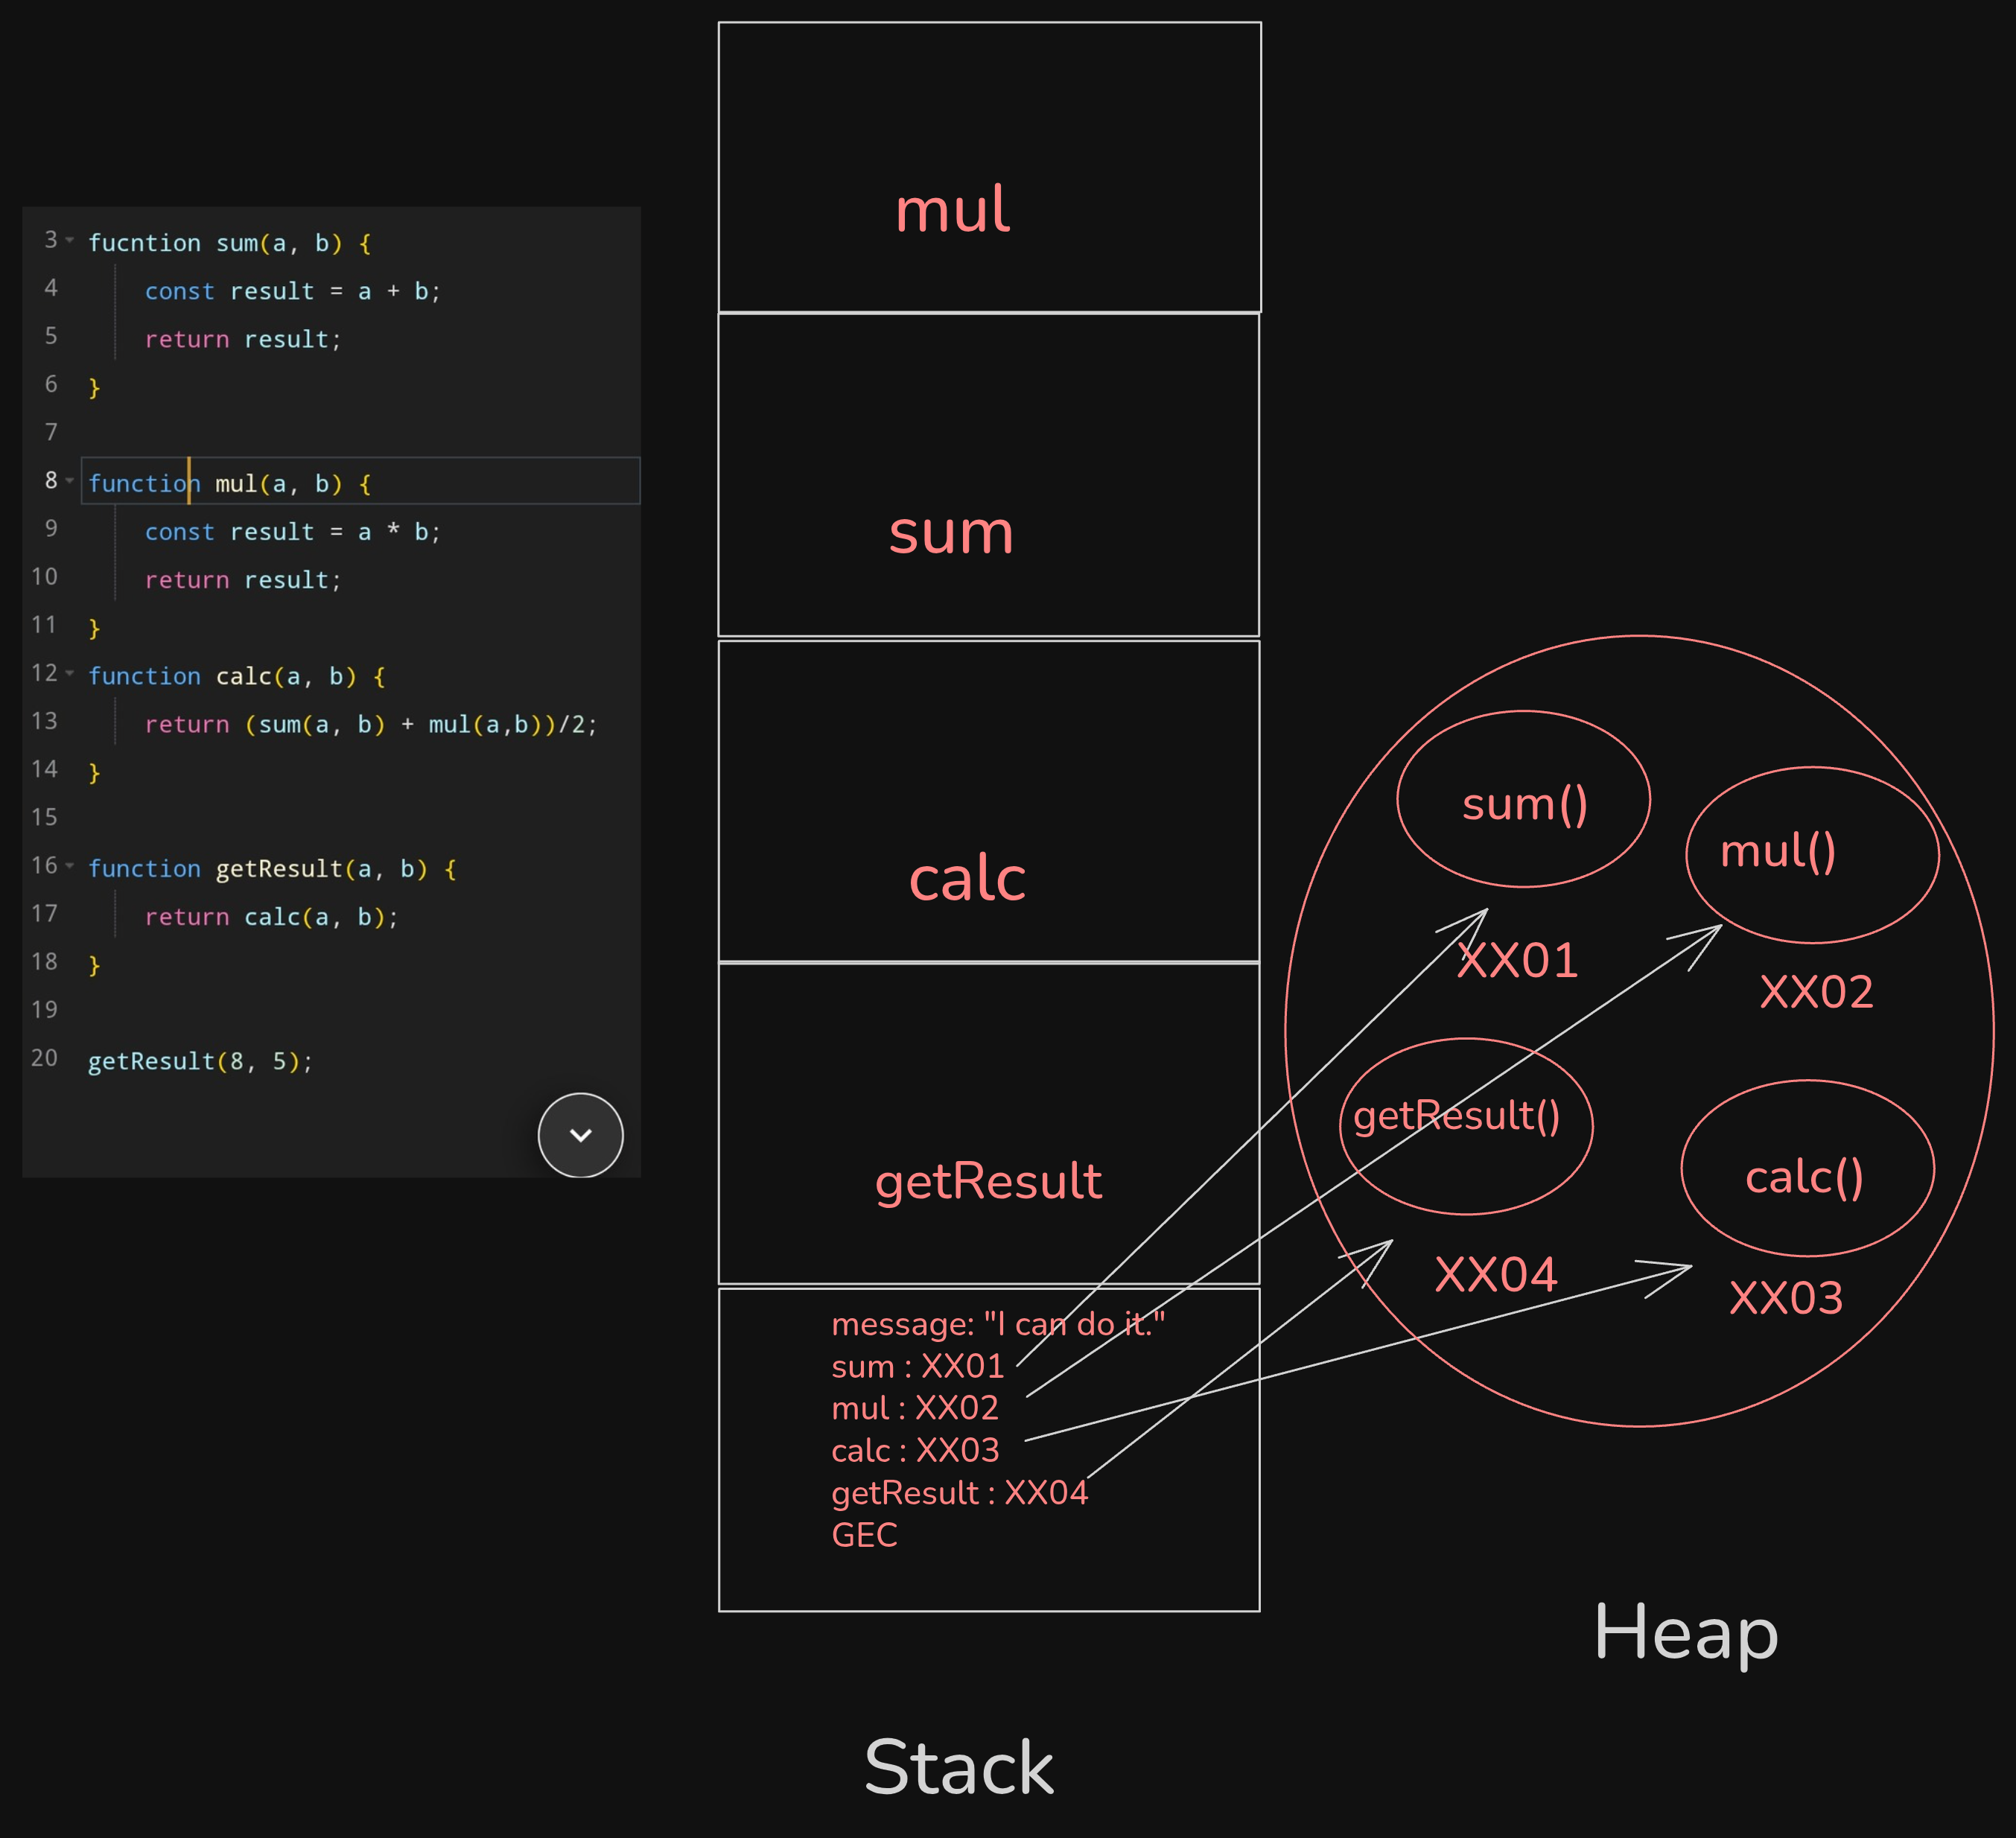 3 fucntion sum(a, b) {
4 const result = a + b;
5 return result;
6 }
7
8 function mul(a, b) {
9 const result = a * b;
10 return result;
11 }
12 function calc(a, b) {
13 return (sum(a, b) + mul(a,b))/2;
14 }
15
16 function getResult(a, b) {
17 return calc(a, b);
18 }
19
20 getResult(8, 5);
mul
sum
calc
getResult
message: "I can do it."
sum : XX01
mul : XX02
calc : XX03
getResult : XX04
GEC
Stack
sum()
XX01
mul()
XX02
getResult()
XX04
calc()
XX03
Heap